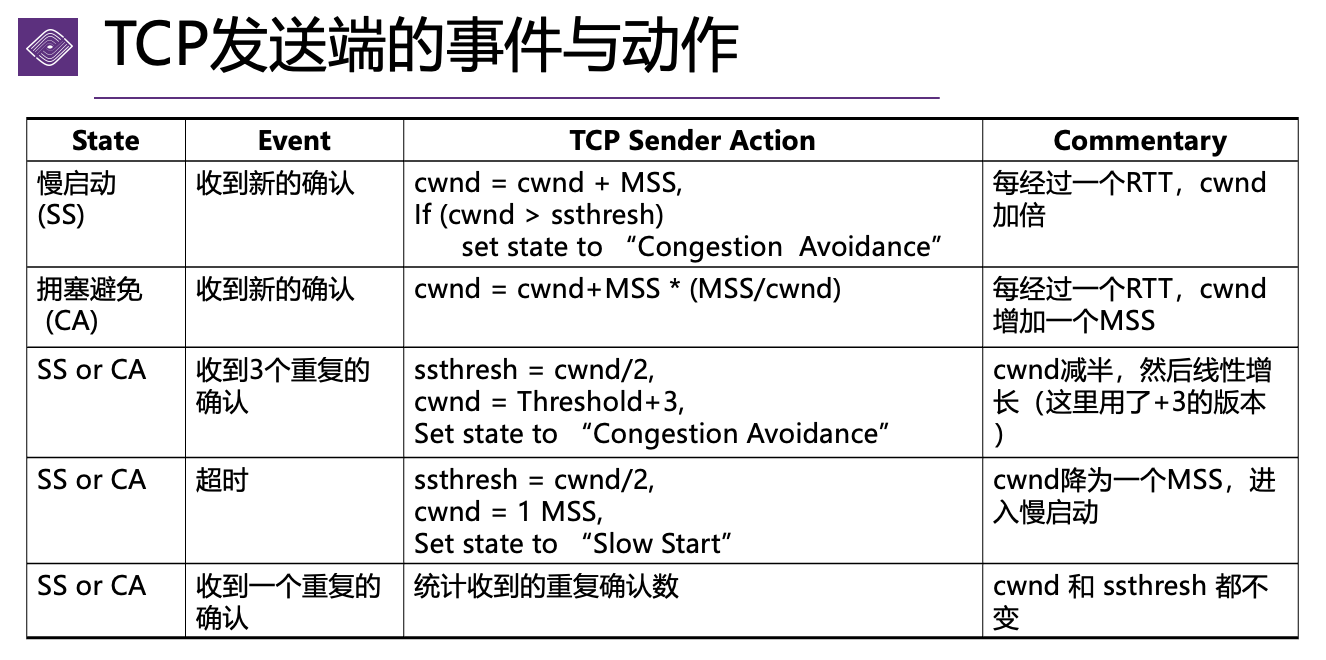 TCP发送端的事件与动作
State Event TCP Sender Action Commentary
慢启动
(SS)
收到新的确认
cwnd = cwnd + MSS,
If (cwnd > ssthresh)
set state to “Congestion Avoidance”
每经过一个RTT，cwnd
加倍
拥塞避免
(CA)
收到新的确认
cwnd = cwnd+MSS * (MSS/cwnd)
每经过一个RTT，cwnd
增加一个MSS
SS or CA
收到3个重复的
确认
ssthresh = cwnd/2,
cwnd = Threshold+3,
Set state to “Congestion Avoidance”
cwnd减半，然后线性增
长（这里用了+3的版本
）
SS or CA
超时
ssthresh = cwnd/2,
cwnd = 1 MSS,
Set state to “Slow Start”
cwnd降为一个MSS，进
入慢启动
SS or CA
收到一个重复的
确认
统计收到的重复确认数
cwnd 和 ssthresh 都不
变